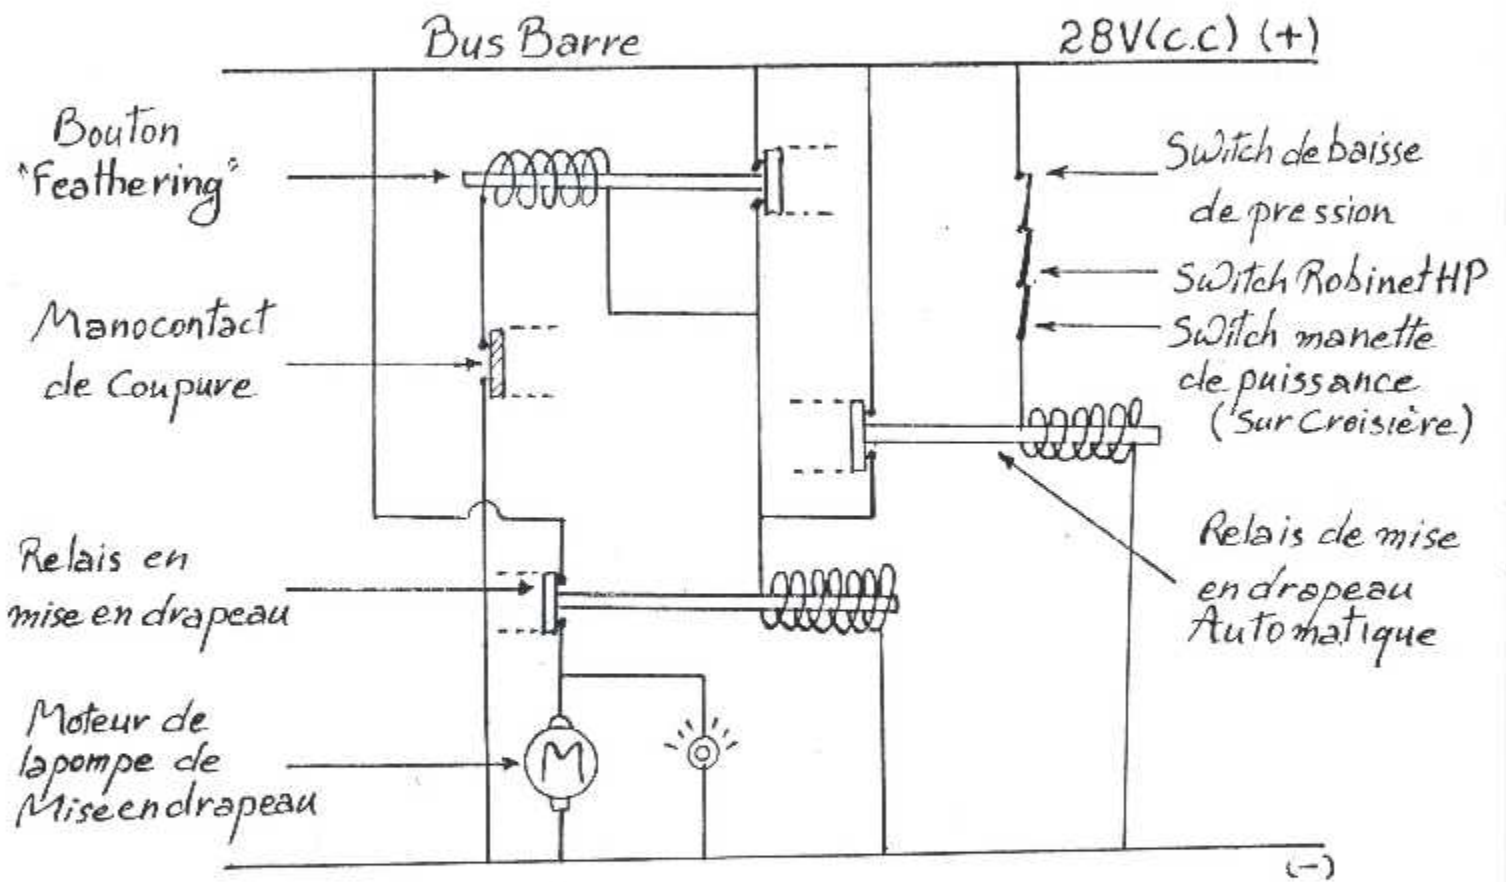 Bus Barre
28V(c.c) (+)
Bouton
"Feathering"
Manocontact
de Coupure
Relais en
mise en drapeau
Moteur de
la pompe de
Mise en drapeau
M
Switch de baisse
de pression
Switch Robinet HP
Switch manette
de puissance
(Sur Croisière)
Relais de mise
en drapeau
Automatique
(-)